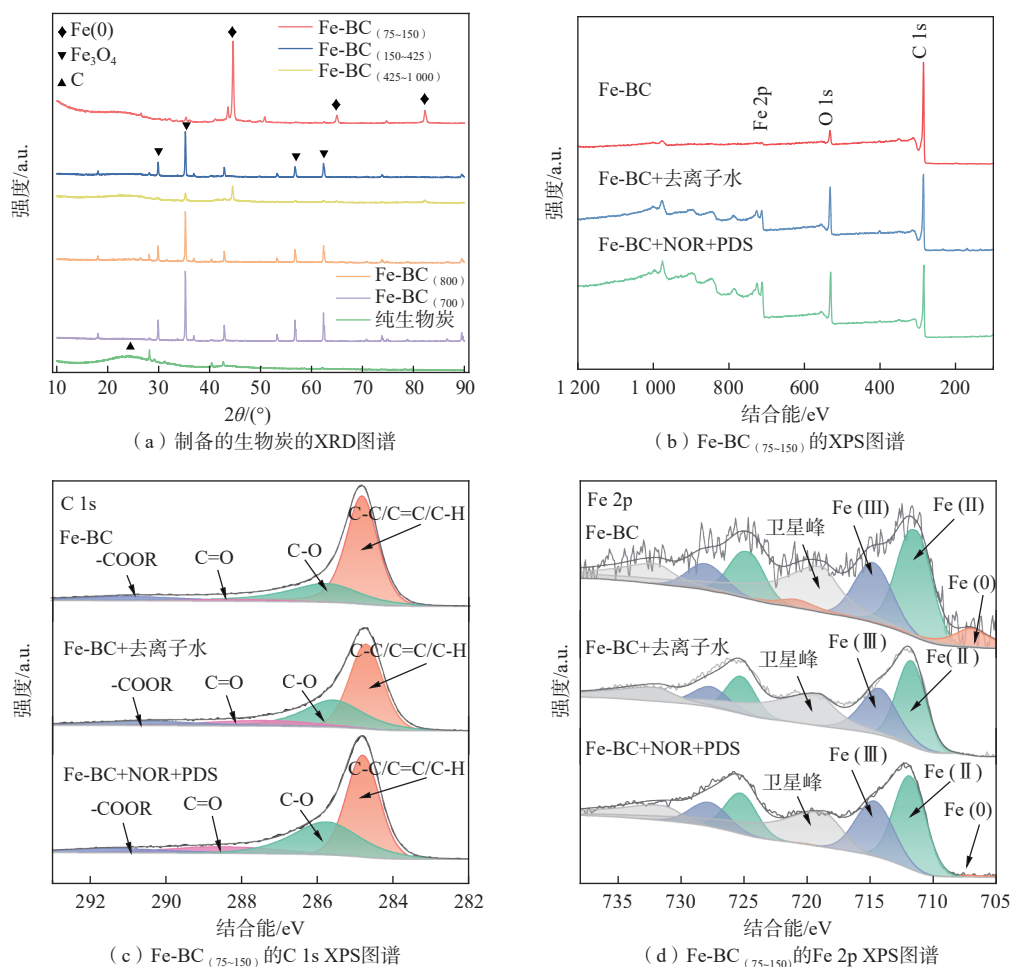 ◆ Fe(0)
▼ Fe₃O₄
▲ C
Fe-BC(75~150)
Fe-BC(150~425)
Fe-BC(425~1 000)
Fe-BC(800)
Fe-BC(700)
纯生物炭
强度/a.u.
10 20 30 40 50 60 70 80 90
2θ/(°)
(a)制备的生物炭的XRD图谱
Fe-BC
Fe 2p
O 1s
C 1s
Fe-BC+去离子水
Fe-BC+NOR+PDS
强度/a.u.
1 200 1 000 800 600 400 200
结合能/eV
(b)Fe-BC(75~150)的XPS图谱
C 1s
Fe-BC
-COOR
C=O
C-O
C-C/C=C/C-H
Fe-BC+去离子水
-COOR
C=O
C-O
C-C/C=C/C-H
Fe-BC+NOR+PDS
-COOR
C=O
C-O
C-C/C=C/C-H
强度/a.u.
292 290 288 286 284 282
结合能/eV
(c)Fe-BC(75~150)的C 1s XPS图谱
Fe 2p
Fe-BC
卫星峰
Fe (III)
Fe (II)
Fe (0)
Fe-BC+去离子水
卫星峰
Fe (Ⅲ)
Fe(Ⅱ)
Fe-BC+NOR+PDS
卫星峰
Fe (Ⅲ)
Fe (Ⅱ)
Fe (0)
强度/a.u.
735 730 725 720 715 710 705
结合能/eV
(d)Fe-BC(75~150)的Fe 2p XPS图谱